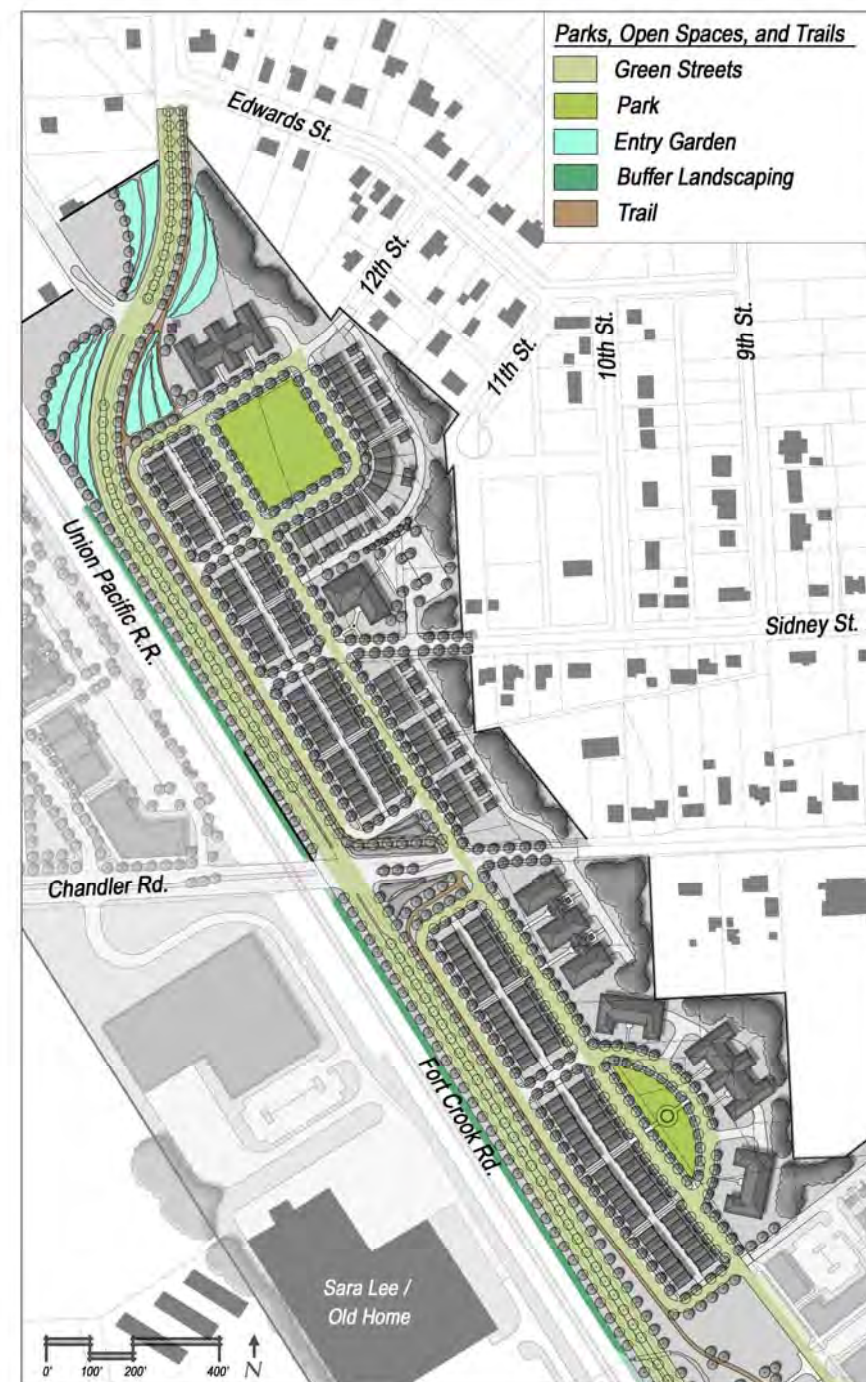 Parks, Open Spaces, and Trails
Green Streets
Park
Entry Garden
Buffer Landscaping
Trail
Edwards St.
12th St.
11th St.
10th St.
9th St.
Union Pacific R.R.
Sidney St.
Chandler Rd.
Fort Crook Rd.
Sara Lee /
Old Home
0' 100' 200' 400' N